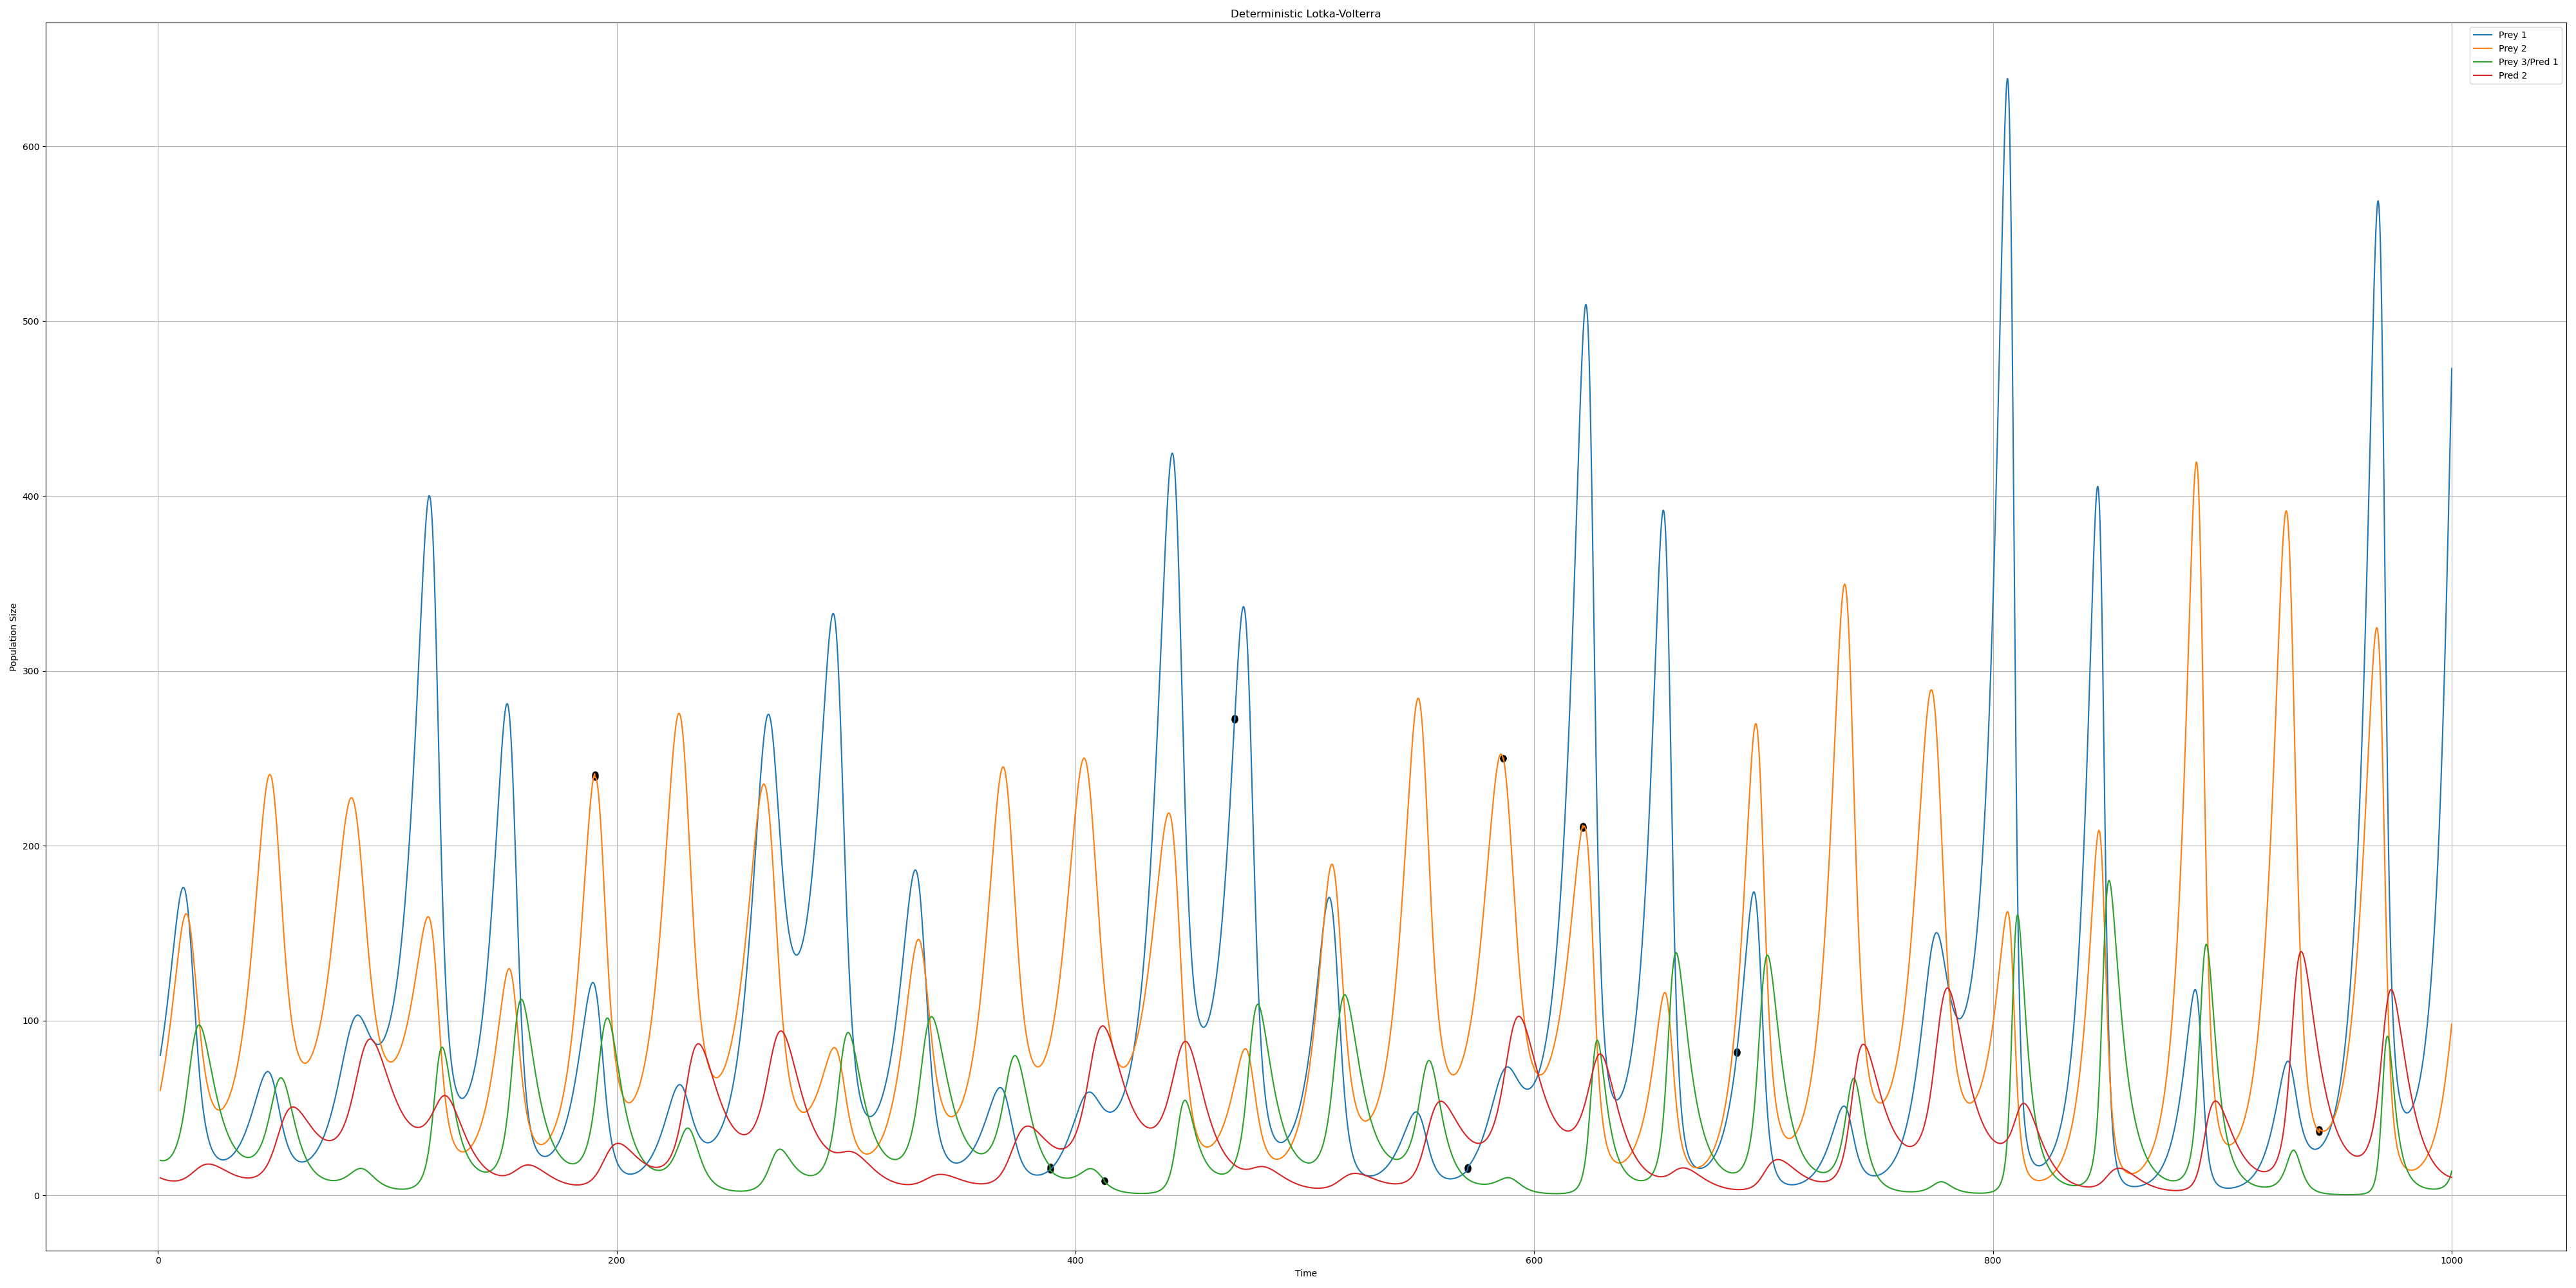 Deterministic Lotka-Volterra
Prey 1
Prey 2
Prey 3/Pred 1
Pred 2
Population Size
600
500
400
300
200
100
0
0 200 400 600 800 1000
Time